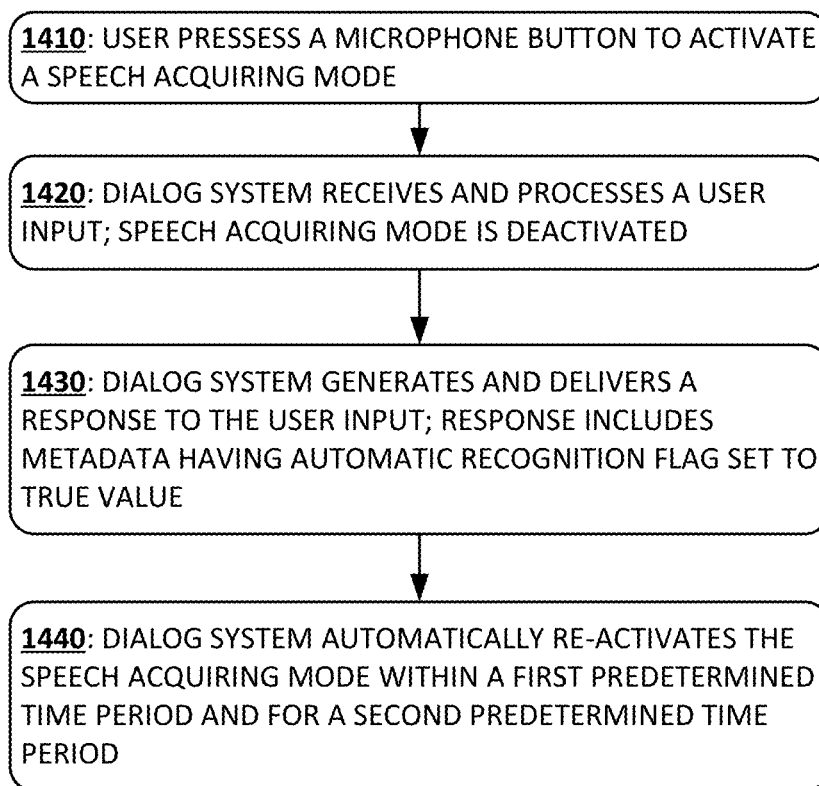 1410: USER PRESSESS A MICROPHONE BUTTON TO ACTIVATE
A SPEECH ACQUIRING MODE
1420: DIALOG SYSTEM RECEIVES AND PROCESSES A USER
INPUT; SPEECH ACQUIRING MODE IS DEACTIVATED
1430: DIALOG SYSTEM GENERATES AND DELIVERS A
RESPONSE TO THE USER INPUT; RESPONSE INCLUDES
METADATA HAVING AUTOMATIC RECOGNITION FLAG SET TO
TRUE VALUE
1440: DIALOG SYSTEM AUTOMATICALLY RE-ACTIVATES THE
SPEECH ACQUIRING MODE WITHIN A FIRST PREDETERMINED
TIME PERIOD AND FOR A SECOND PREDETERMINED TIME
PERIOD